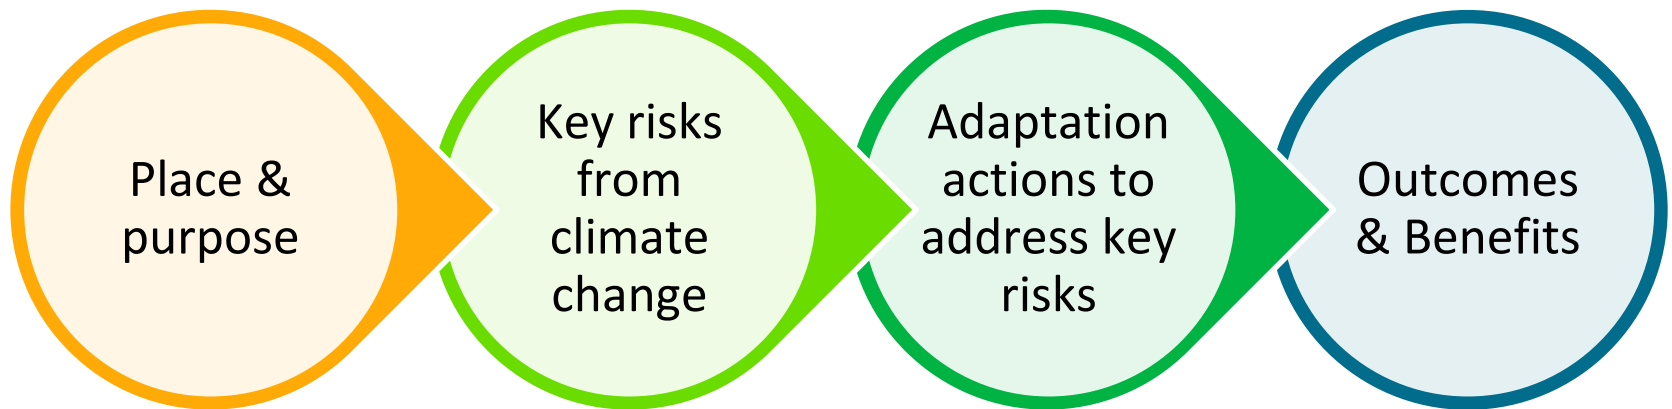 Place &
purpose
Key risks
from
climate
change
Adaptation
actions to
address key
risks
Outcomes
& Benefits